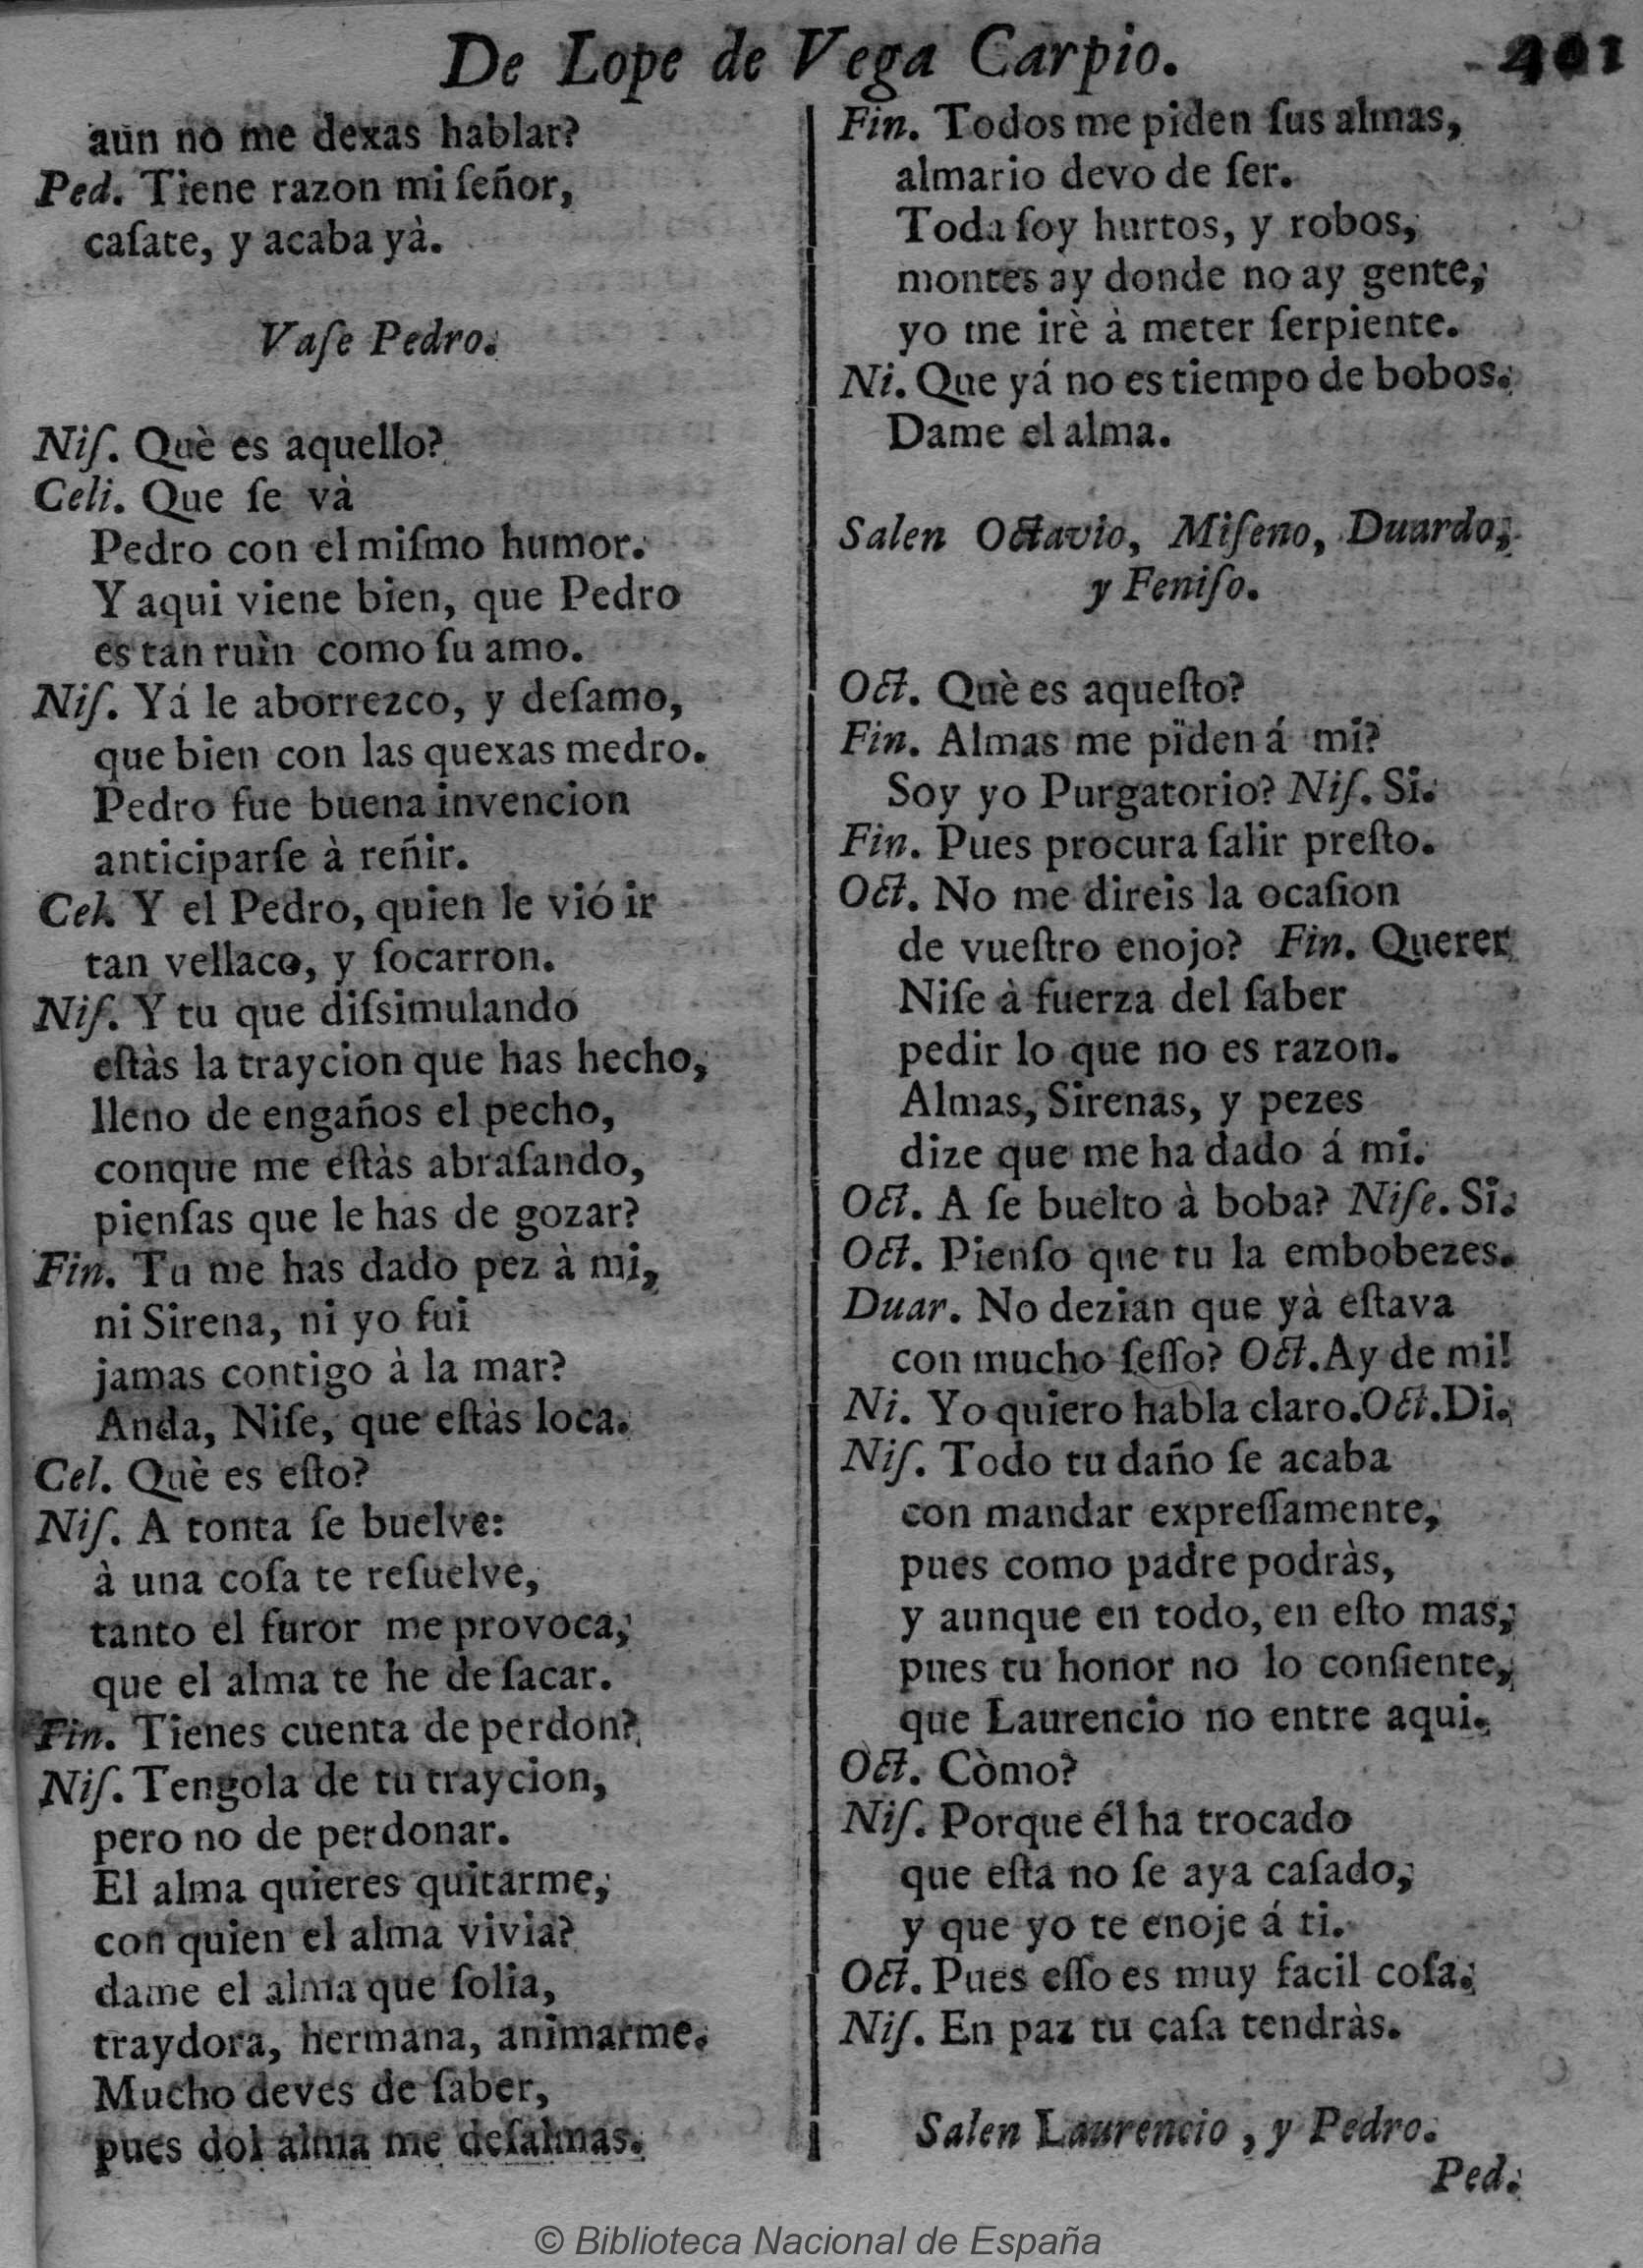 De Lope de Vega Carpio. 401
aun no me dexas hablar?
Ped. Tiene razon mi ſeñor,
caſate, y acaba yà.
Vaſe Pedro.
Niſ. Què es aquello?
Celi. Que ſe và
Pedro con el miſmo humor.
Y aqui viene bien, que Pedro
es tan ruìn como ſu amo.
Niſ. Yá le aborrezco, y deſamo,
que bien con las quexas medro.
Pedro fue buena invencion
anticiparſe à reñir.
Cel. Y el Pedro, quien le vió ir
tan vellaco, y ſocarron.
Niſ. Y tu que diſsimulando
eſtàs la traycion que has hecho,
lleno de engaños el pecho,
conque me eſtàs abraſando,
pienſas que le has de gozar?
Fin. Tu me has dado pez à mi,
ni Sirena, ni yo fui
jamas contigo à la mar?
Anda, Niſe, que eſtàs loca.
Cel. Què es eſto?
Niſ. A tonta ſe buelve:
à una coſa te reſuelve,
tanto el furor me provoca,
que el alma te he de ſacar.
Fin. Tienes cuenta de perdon?
Niſ. Tengola de tu traycion,
pero no de perdonar.
El alma quieres quitarme,
con quien el alma vivia?
dame el alma que ſolia,
traydora, hermana, animarme.
Mucho deves de ſaber,
pues dol alma me deſalmas.
Fin. Todos me piden ſus almas,
almario devo de ſer.
Toda ſoy hurtos, y robos,
montes ay donde no ay gente,
yo me irè à meter ſerpiente.
Ni. Que yá no es tiempo de bobos.
Dame el alma.
Salen Octavio, Miſeno, Duardo,
y Feniſo.
Oct. Què es aqueſto?
Fin. Almas me pïden á mi?
Soy yo Purgatorio? Niſ. Si.
Fin. Pues procura ſalir preſto.
Oct. No me direis la ocaſion
de vueſtro enojo? Fin. Querer
Niſe à fuerza del ſaber
pedir lo que no es razon.
Almas, Sirenas, y pezes
dize que me ha dado á mi.
Oct. A ſe buelto à boba? Niſe. Si.
Oct. Pienſo que tu la embobezes.
Duar. No dezian que yà eſtava
con mucho ſeſſo? Oct. Ay de mi!
Ni. Yo quiero habla claro. Oct. Di.
Niſ. Todo tu daño ſe acaba
con mandar expreſſamente,
pues como padre podràs,
y aunque en todo, en eſto mas,
pues tu honor no lo conſiente,
que Laurencio no entre aqui.
Oct. Còmo?
Niſ. Porque él ha trocado
que eſta no ſe aya caſado,
y que yo te enoje á ti.
Oct. Pues eſſo es muy facil coſa.
Niſ. En paz tu caſa tendràs.
Salen Laurencio, y Pedro.
Ped.
© Biblioteca Nacional de España